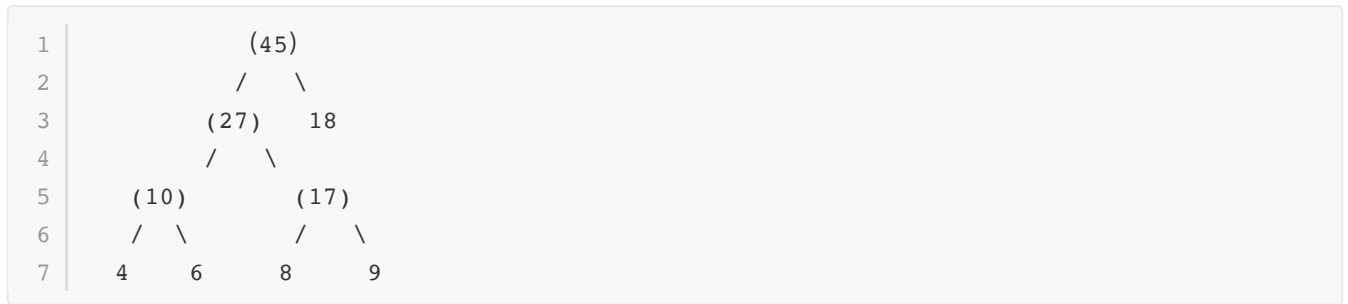 1 (45)
2 / \
3 (27) 18
4 / \
5 (10) (17)
6 / \ / \
7 4 6 8 9